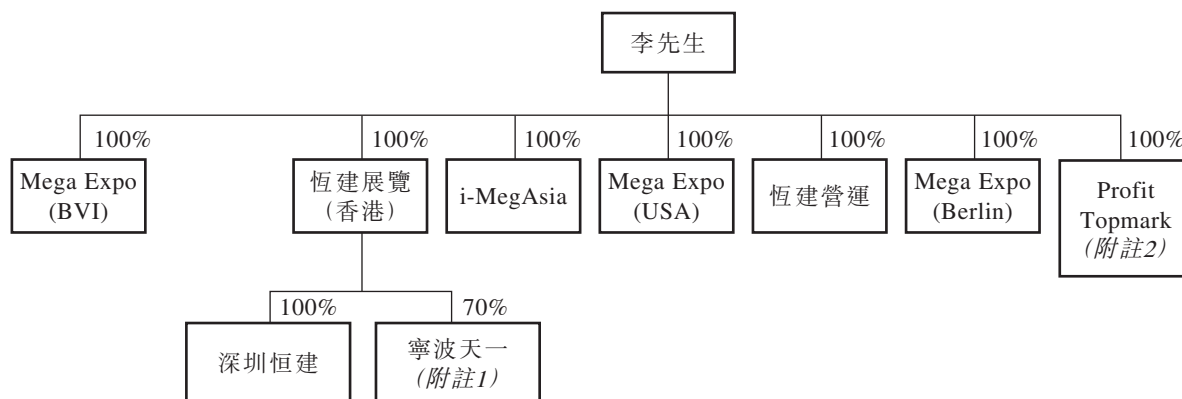 李先生
100%
100%
100%
100%
100%
100%
100%
Mega Expo
(BVI)
恆建展覽
(香港)
i-MegAsia
Mega Expo
(USA)
恆建營運
Mega Expo
(Berlin)
Profit
Topmark
(附註2)
100%
70%
深圳恒建
寧波天一
(附註1)